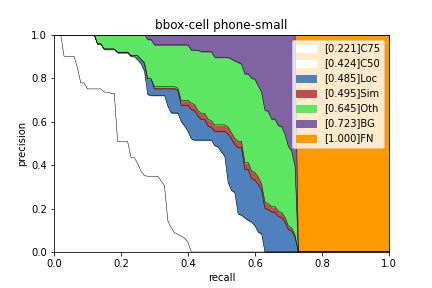 bbox-cell phone-small
[0.221]C75
[0.424]C50
[0.485]Loc
[0.495]Sim
[0.645]Oth
[0.723]BG
[1.000]FN
precision
1.0
0.8
0.6
0.4
0.2
0.0
0.0 0.2 0.4 0.6 0.8 1.0
recall